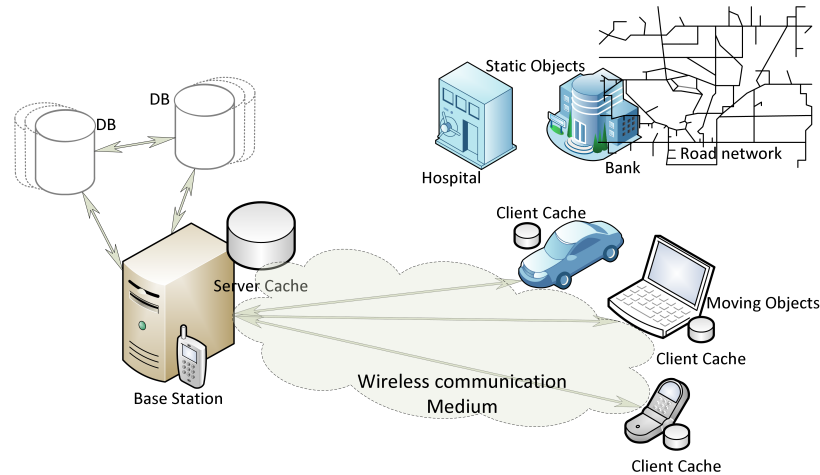 Static Objects
DB
DB
Road network
Hospital
Bank
Client Cache
Server Cache
Moving Objects
Client Cache
Wireless communication
Medium
Base Station
Client Cache